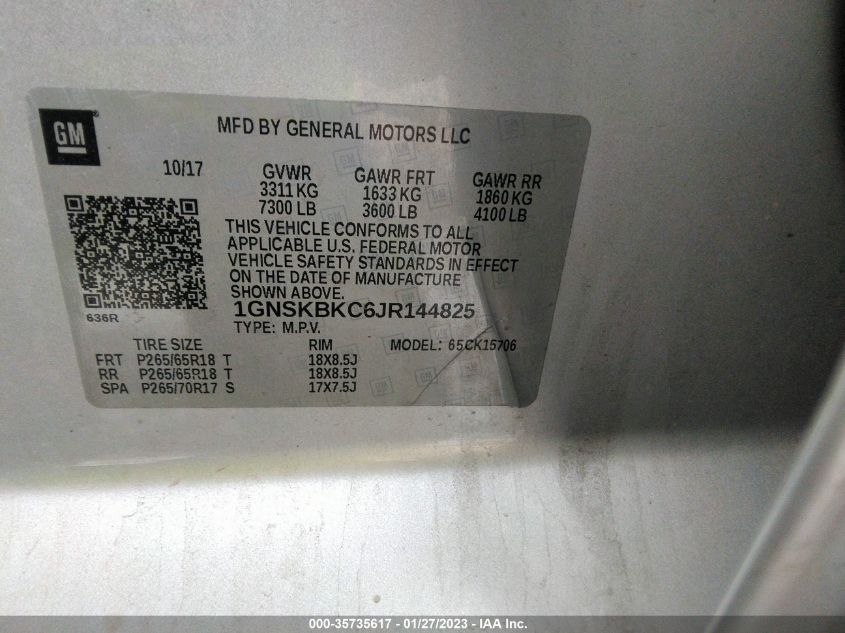 GM
MFD BY GENERAL MOTORS LLC
10/17
GVWR GAWR FRT GAWR RR
3311 KG 1633 KG 1860 KG
7300 LB 3600 LB 4100 LB
THIS VEHICLE CONFORMS TO ALL
APPLICABLE U.S. FEDERAL MOTOR
VEHICLE SAFETY STANDARDS IN EFFECT
ON THE DATE OF MANUFACTURE
SHOWN ABOVE.
636R
1GNSKBKC6JR144825
TYPE: M.P.V.
TIRE SIZE RIM MODEL: 65CK15706
FRT P265/65R18 T 18X8.5J
RR P265/65R18 T 18X8.5J
SPA P265/70R17 S 17X7.5J
000-35735617 - 01/27/2023 - IAA Inc.